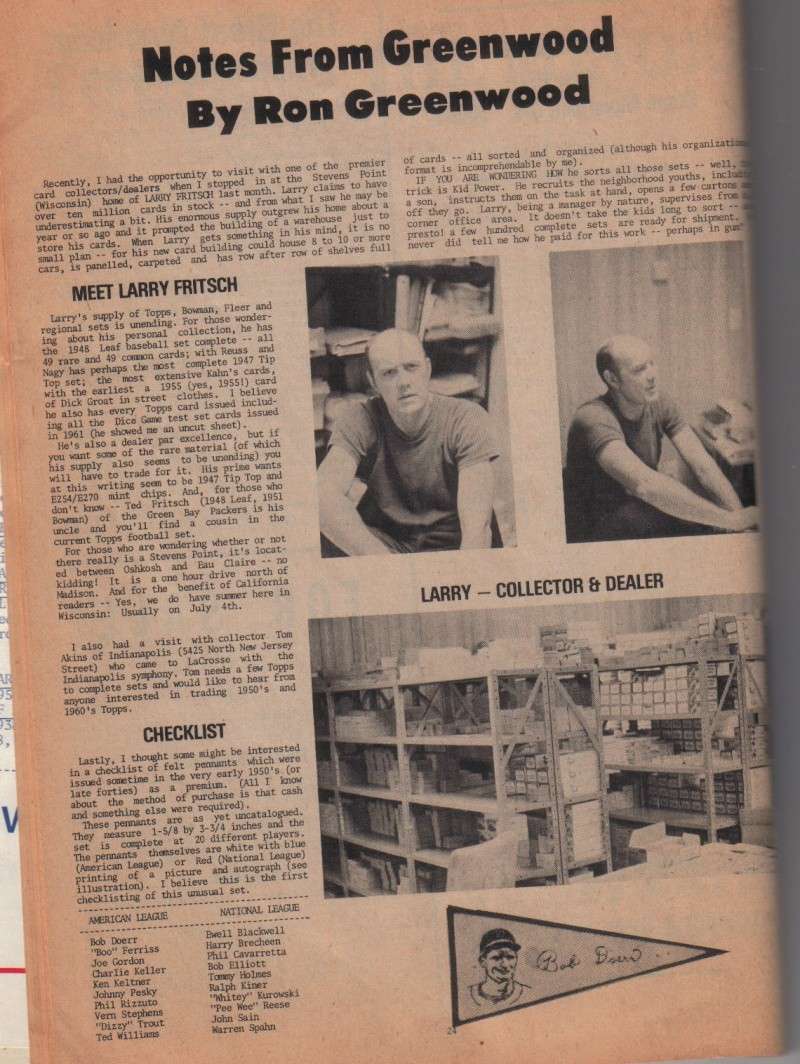 Notes From Greenwood
By Ron Greenwood
Recently, I had the opportunity to visit with one of the premier
card collectors/dealers when I stopped in at the Stevens Point
(Wisconsin) home of LARRY FRITSCH last month. Larry claims to have
over ten million cards in stock -- and from what I saw he may be
underestimating a bit. His enormous supply outgrew his home about a
year or so ago and it prompted the building of a warehouse just to
store his cards. When Larry gets something in his mind, it is no
small plan -- for his new card building could house 8 to 10 or more
cars, is panelled, carpeted and has row after row of shelves full
of cards -- all sorted and organized (although his
format is incomprehendable by me).
IF YOU ARE WONDERING HOW he sorts all those sets -- well,
trick is Kid Power. He recruits the neighborhood youths,
a son, instructs them on the task at hand, opens a few cartons
off they go. Larry, being a manager by nature, supervises from
corner office area. It doesn't take the kids long to sort --
presto! a few hundred complete sets are ready for shipment.
never did tell me how he paid for this work -- perhaps in gum
MEET LARRY FRITSCH
Larry's supply of Topps, Bowman, Fleer and
regional sets is unending. For those wonder-
ing about his personal collection, he has
the 1948 Leaf baseball set complete -- all
49 rare and 49 common cards; with Reuss and
Nagy has perhaps the most complete 1947 Tip
Top set; the most extensive Kahn's cards,
with the earliest a 1955 (yes, 1955!) card
of Dick Groat in street clothes. I believe
he also has every Topps card issued includ-
ing all the Dice Game test set cards issued
in 1961 (he showed me an uncut sheet).
He's also a dealer par excellence, but if
you want some of the rare material (of which
his supply also seems to be unending) you
will have to trade for it. His prime wants
at this writing seem to be 1947 Tip Top and
E254/E270 mint chips. And, for those who
don't know -- Ted Fritsch (1948 Leaf, 1951
Bowman) of the Green Bay Packers is his
uncle and you'll find a cousin in the
current Topps football set.
For those who are wondering whether or not
there really is a Stevens Point, it's locat-
ed between Oshkosh and Eau Claire -- no
kidding! It is a one hour drive north of
Madison. And for the benefit of California
readers -- Yes, we do have summer here in
Wisconsin: Usually on July 4th.
I also had a visit with collector Tom
Akins of Indianapolis (5425 North New Jersey
Street) who came to LaCrosse with the
Indianapolis symphony. Tom needs a few Topps
to complete sets and would like to hear from
anyone interested in trading 1950's and
1960's Topps.
LARRY — COLLECTOR & DEALER
CHECKLIST
Lastly, I thought some might be interested
in a checklist of felt pennants which were
issued sometime in the very early 1950's (or
late forties) as a premium. (All I know
about the method of purchase is that cash
and something else were required).
These pennants are as yet uncatalogued.
They measure 1-5/8 by 3-3/4 inches and the
set is complete at 20 different players.
The pennants themselves are white with blue
(American League) or Red (National League)
printing of a picture and autograph (see
illustration). I believe this is the first
checklisting of this unusual set.
AMERICAN LEAGUE
Bob Doerr
"Boo" Ferriss
Joe Gordon
Charlie Keller
Ken Keltner
Johnny Pesky
Phil Rizzuto
Vern Stephens
"Dizzy" Trout
Ted Williams
NATIONAL LEAGUE
Ewell Blackwell
Harry Brecheen
Phil Cavarretta
Bob Elliott
Tommy Holmes
Ralph Kiner
"Whitey" Kurowski
"Pee Wee" Reese
John Sain
Warren Spahn
Bob Doerr
24